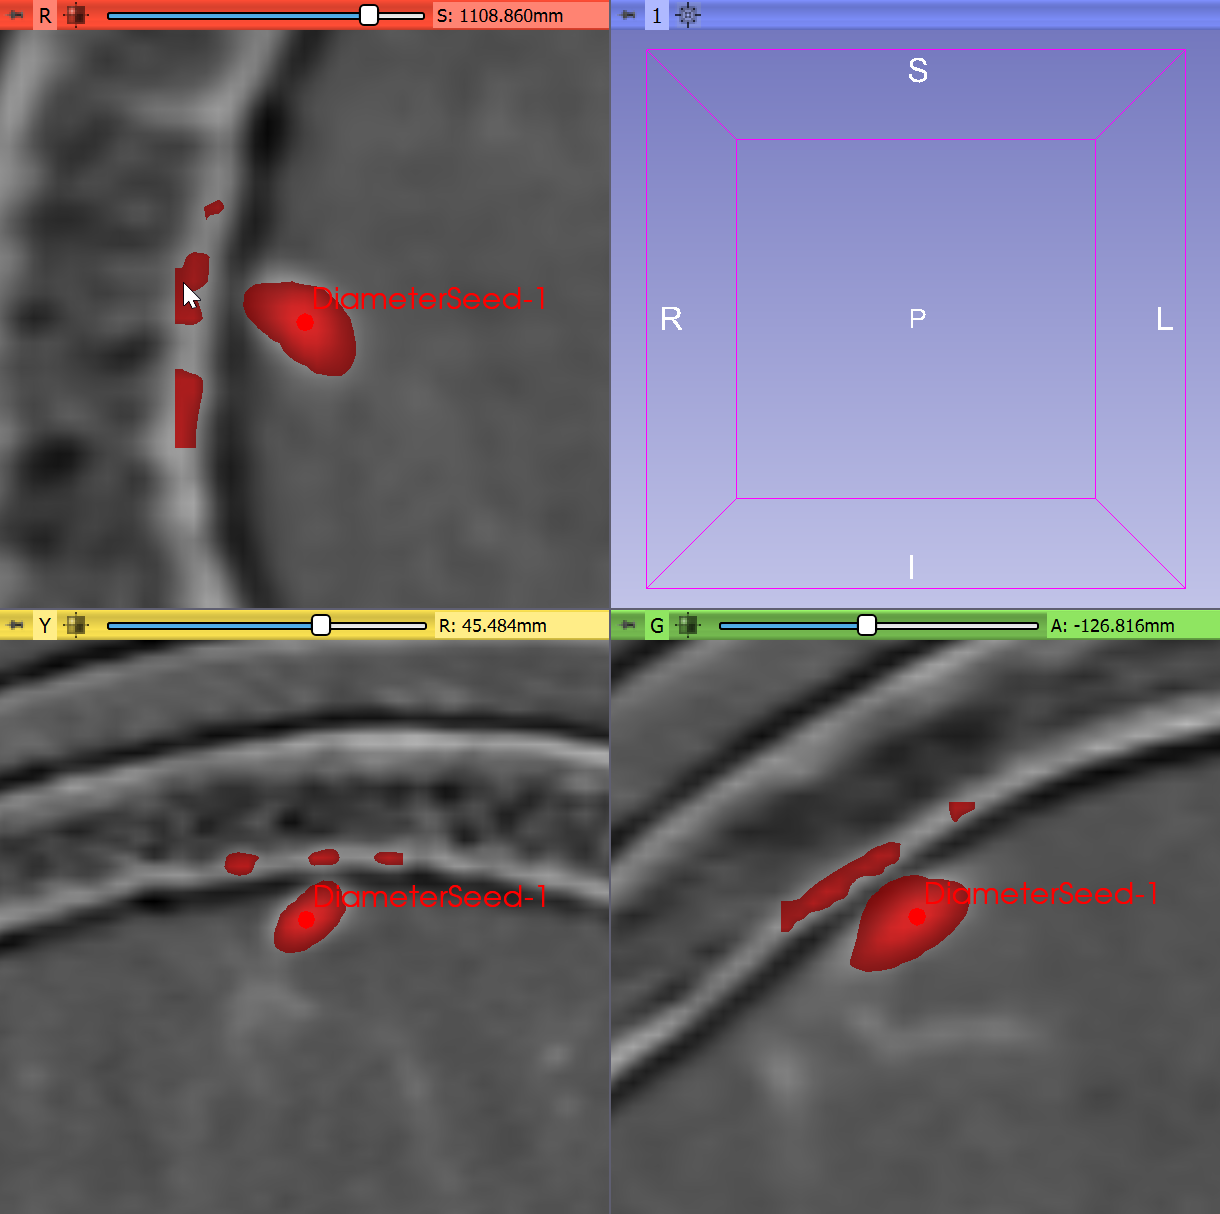 R S: 1108.860mm
1
S
DiameterSeed-1
R P L
I
Y R: 45.484mm
G A: -126.816mm
DiameterSeed-1
DiameterSeed-1